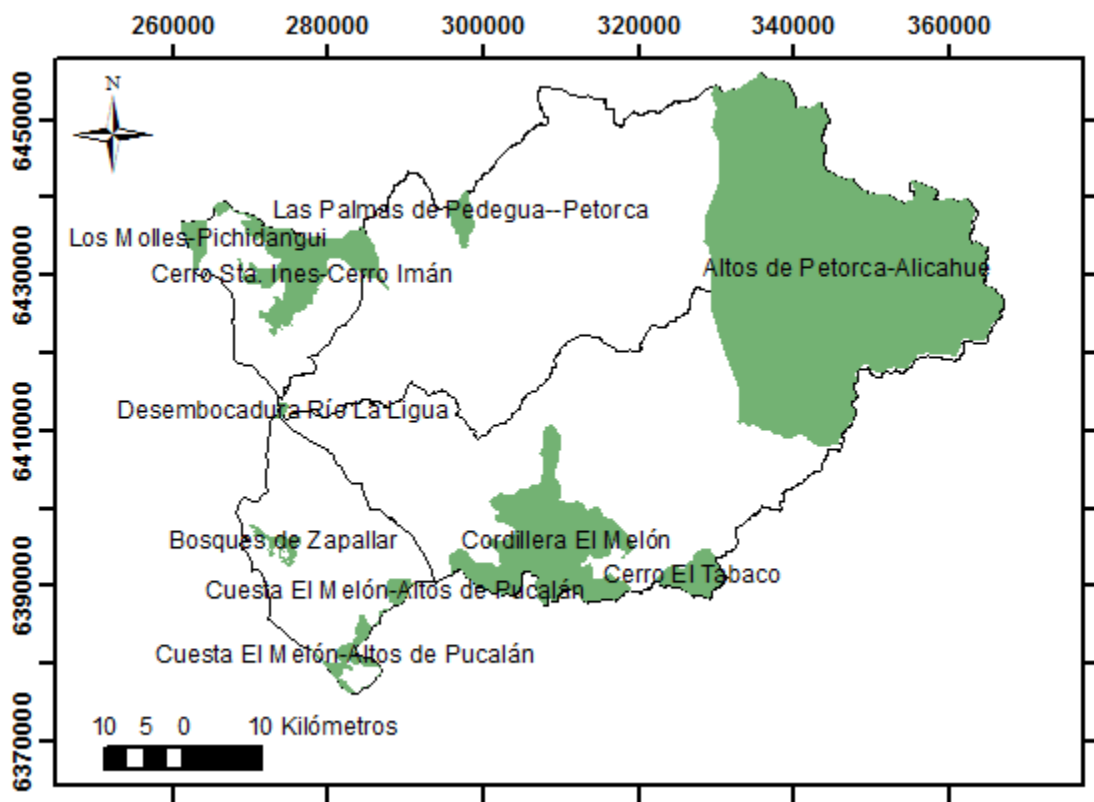 260000 280000 300000 320000 340000 360000
N
6450000
6430000
6410000
6390000
6370000
Las Palmas de Pedegua--Petorca
Los Molles-Pichidangui
Cerro Sta. Ines-Cerro Imán
Altos de Petorca-Alicahue
Desembocadura Río La Ligua
Bosques de Zapallar
Cordillera El Melón
Cerro El Tabaco
Cuesta El Melón-Altos de Pucalán
Cuesta El Melón-Altos de Pucalán
10 5 0 10 Kilómetros